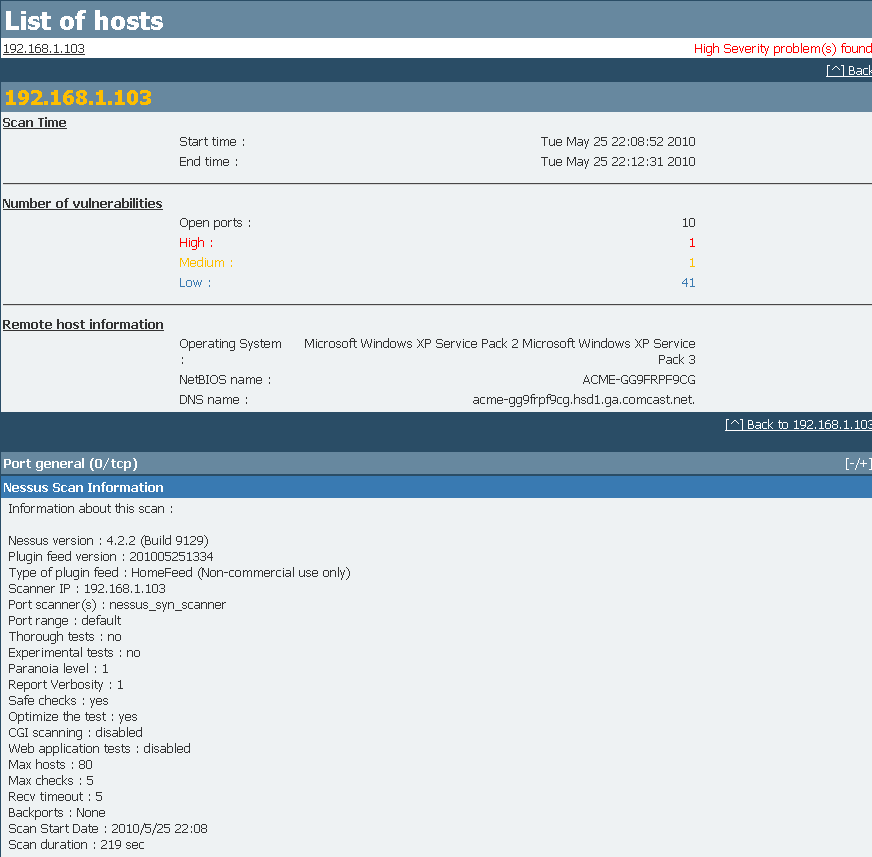 List of hosts
192.168.1.103 High Severity problem(s) found
[^] Back
192.168.1.103
Scan Time
Start time : Tue May 25 22:08:52 2010
End time : Tue May 25 22:12:31 2010
Number of vulnerabilities
Open ports : 10
High : 1
Medium : 1
Low : 41
Remote host information
Operating System Microsoft Windows XP Service Pack 2 Microsoft Windows XP Service
: Pack 3
NetBIOS name : ACME-GG9FRPF9CG
DNS name : acme-gg9frpf9cg.hsd1.ga.comcast.net.
[^] Back to 192.168.1.103
Port general (0/tcp) [-/+]
Nessus Scan Information
Information about this scan :
Nessus version : 4.2.2 (Build 9129)
Plugin feed version : 201005251334
Type of plugin feed : HomeFeed (Non-commercial use only)
Scanner IP : 192.168.1.103
Port scanner(s) : nessus_syn_scanner
Port range : default
Thorough tests : no
Experimental tests : no
Paranoia level : 1
Report Verbosity : 1
Safe checks : yes
Optimize the test : yes
CGI scanning : disabled
Web application tests : disabled
Max hosts : 80
Max checks : 5
Recv timeout : 5
Backports : None
Scan Start Date : 2010/5/25 22:08
Scan duration : 219 sec